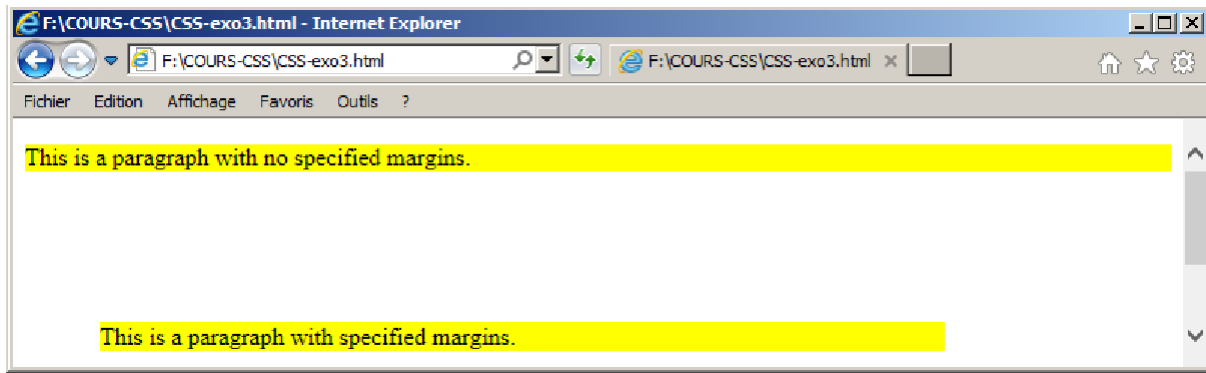 F:\COURS-CSS\CSS-exo3.html - Internet Explorer
F:\COURS-CSS\CSS-exo3.html F:\COURS-CSS\CSS-exo3.html
Fichier Edition Affichage Favoris Outils ?
This is a paragraph with no specified margins.
This is a paragraph with specified margins.